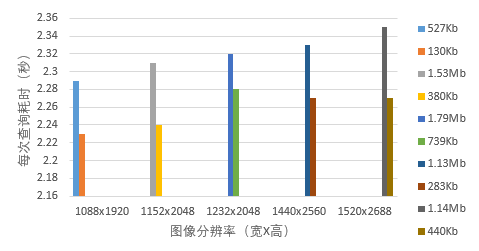 2.36
2.34
2.32
2.3
2.28
2.26
2.24
2.22
2.2
2.18
2.16
每次查询耗时（秒）
1088x1920
1152x2048
1232x2048
1440x2560
1520x2688
图像分辨率（宽X高）
527Kb
130Kb
1.53Mb
380Kb
1.79Mb
739Kb
1.13Mb
283Kb
1.14Mb
440Kb